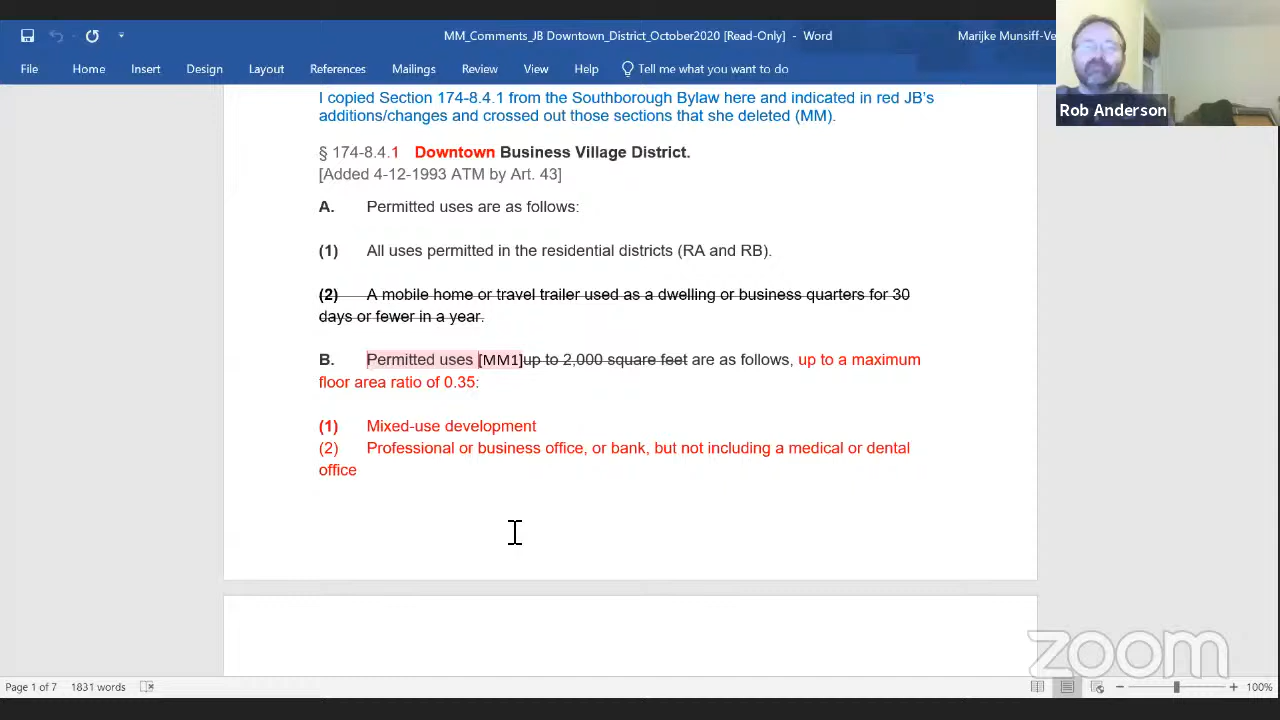 MM_Comments_JB Downtown_District_October2020 [Read-Only] - Word
Marijke Munsiff-Ve
File Home Insert Design Layout References Mailings Review View Help Tell me what you want to do
Rob Anderson
I copied Section 174-8.4.1 from the Southborough Bylaw here and indicated in red JB's
additions/changes and crossed out those sections that she deleted (MM).
§ 174-8.4.1 Downtown Business Village District.
[Added 4-12-1993 ATM by Art. 43]
A. Permitted uses are as follows:
(1) All uses permitted in the residential districts (RA and RB).
(2) A mobile home or travel trailer used as a dwelling or business quarters for 30
days or fewer in a year.
B. Permitted uses [MM1]up to 2,000 square feet are as follows, up to a maximum
floor area ratio of 0.35:
(1) Mixed-use development
(2) Professional or business office, or bank, but not including a medical or dental
office
zoom
Page 1 of 7 1831 words 100%